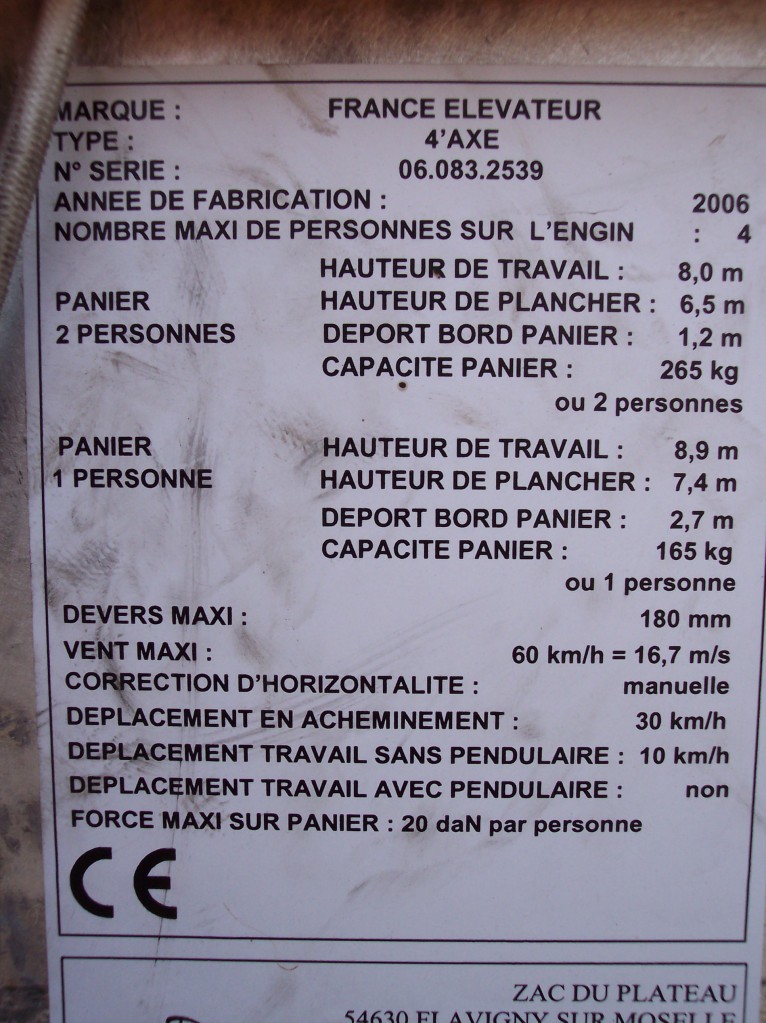 MARQUE : FRANCE ELEVATEUR
TYPE : 4'AXE
N° SERIE : 06.083.2539
ANNEE DE FABRICATION : 2006
NOMBRE MAXI DE PERSONNES SUR L'ENGIN : 4
HAUTEUR DE TRAVAIL : 8,0 m
PANIER HAUTEUR DE PLANCHER : 6,5 m
2 PERSONNES DEPORT BORD PANIER : 1,2 m
CAPACITE PANIER : 265 kg
ou 2 personnes
PANIER HAUTEUR DE TRAVAIL : 8,9 m
1 PERSONNE HAUTEUR DE PLANCHER : 7,4 m
DEPORT BORD PANIER : 2,7 m
CAPACITE PANIER : 165 kg
ou 1 personne
DEVERS MAXI : 180 mm
VENT MAXI : 60 km/h = 16,7 m/s
CORRECTION D'HORIZONTALITE : manuelle
DEPLACEMENT EN ACHEMINEMENT : 30 km/h
DEPLACEMENT TRAVAIL SANS PENDULAIRE : 10 km/h
DEPLACEMENT TRAVAIL AVEC PENDULAIRE : non
FORCE MAXI SUR PANIER : 20 daN par personne
CE
ZAC DU PLATEAU
54630 FLAVIGNY SUR MOSELLE